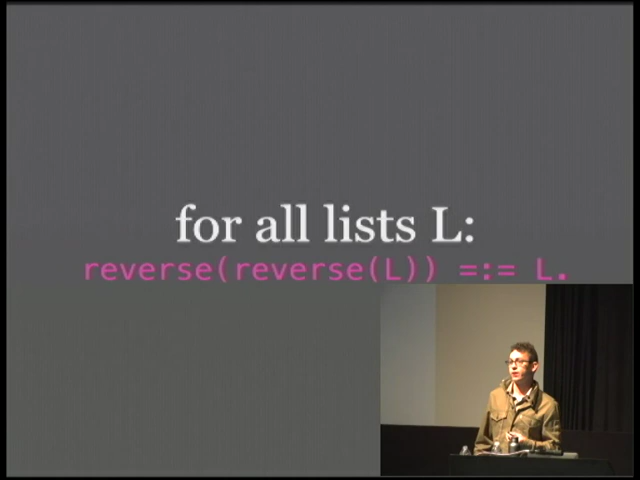 for all lists L:
reverse(reverse(L)) =:= L.